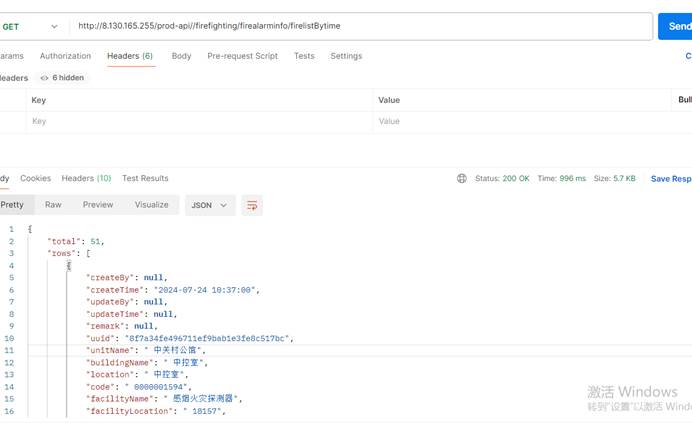 GET http://8.130.165.255/prod-api//firefighting/firealarminfo/firelistBytime Send
arams Authorization Headers (6) Body Pre-request Script Tests Settings C
Headers 6 hidden
Key Value Bul
Key Value
dy Cookies Headers (10) Test Results Status: 200 OK Time: 996 ms Size: 5.7 KB Save Resp
Pretty Raw Preview Visualize JSON
1 {
2 "total": 51,
3 "rows": [
4 {
5 "createBy": null,
6 "createTime": "2024-07-24 10:37:00",
7 "updateBy": null,
8 "updateTime": null,
9 "remark": null,
10 "uuid": "8f7a34fe496711ef9bab1e3fe8c517bc",
11 "unitName": " 中关村公馆",
12 "buildingName": " 中控室",
13 "location": " 中控室",
14 "code": " 0000001594",
15 "facilityName": " 感烟火灾探测器",
16 "facilityLocation": " 18157",
激活 Windows
转到"设置"以激活 Windo